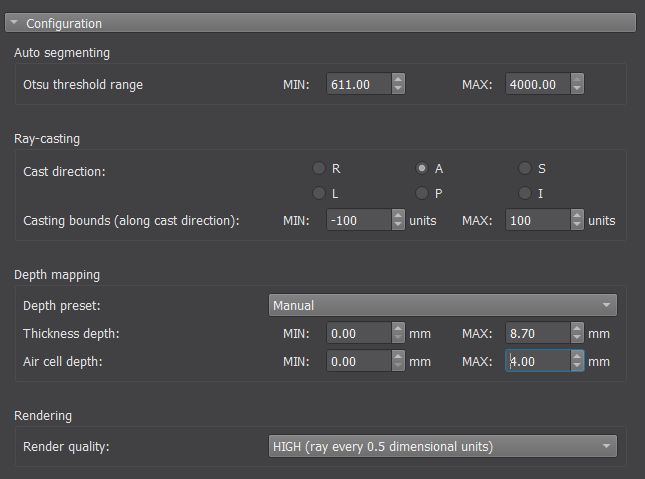 Configuration
Auto segmenting
Otsu threshold range MIN: 611.00 MAX: 4000.00
Ray-casting
Cast direction: R A S
L P I
Casting bounds (along cast direction): MIN: -100 units MAX: 100 units
Depth mapping
Depth preset: Manual
Thickness depth: MIN: 0.00 mm MAX: 8.70 mm
Air cell depth: MIN: 0.00 mm MAX: 4.00 mm
Rendering
Render quality: HIGH (ray every 0.5 dimensional units)